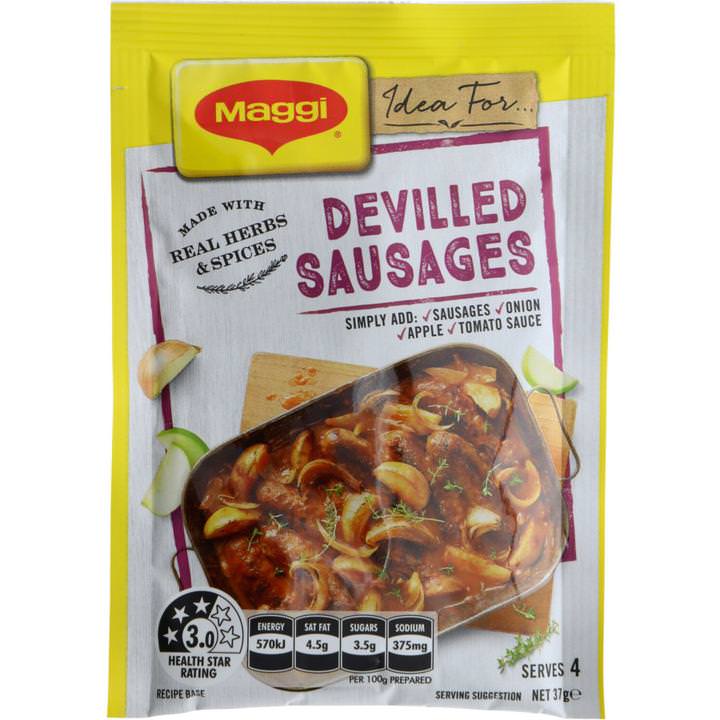 Maggi®
Idea For...
MADE WITH
REAL HERBS
& SPICES
DEVILLED
SAUSAGES
SIMPLY ADD: ✓SAUSAGES ✓ONION
✓APPLE ✓TOMATO SAUCE
3.0
HEALTH STAR
RATING
ENERGY SAT FAT SUGARS SODIUM
570kJ 4.5g 3.5g 375mg
PER 100g PREPARED
RECIPE BASE
SERVING SUGGESTION
SERVES 4
NET 37g℮